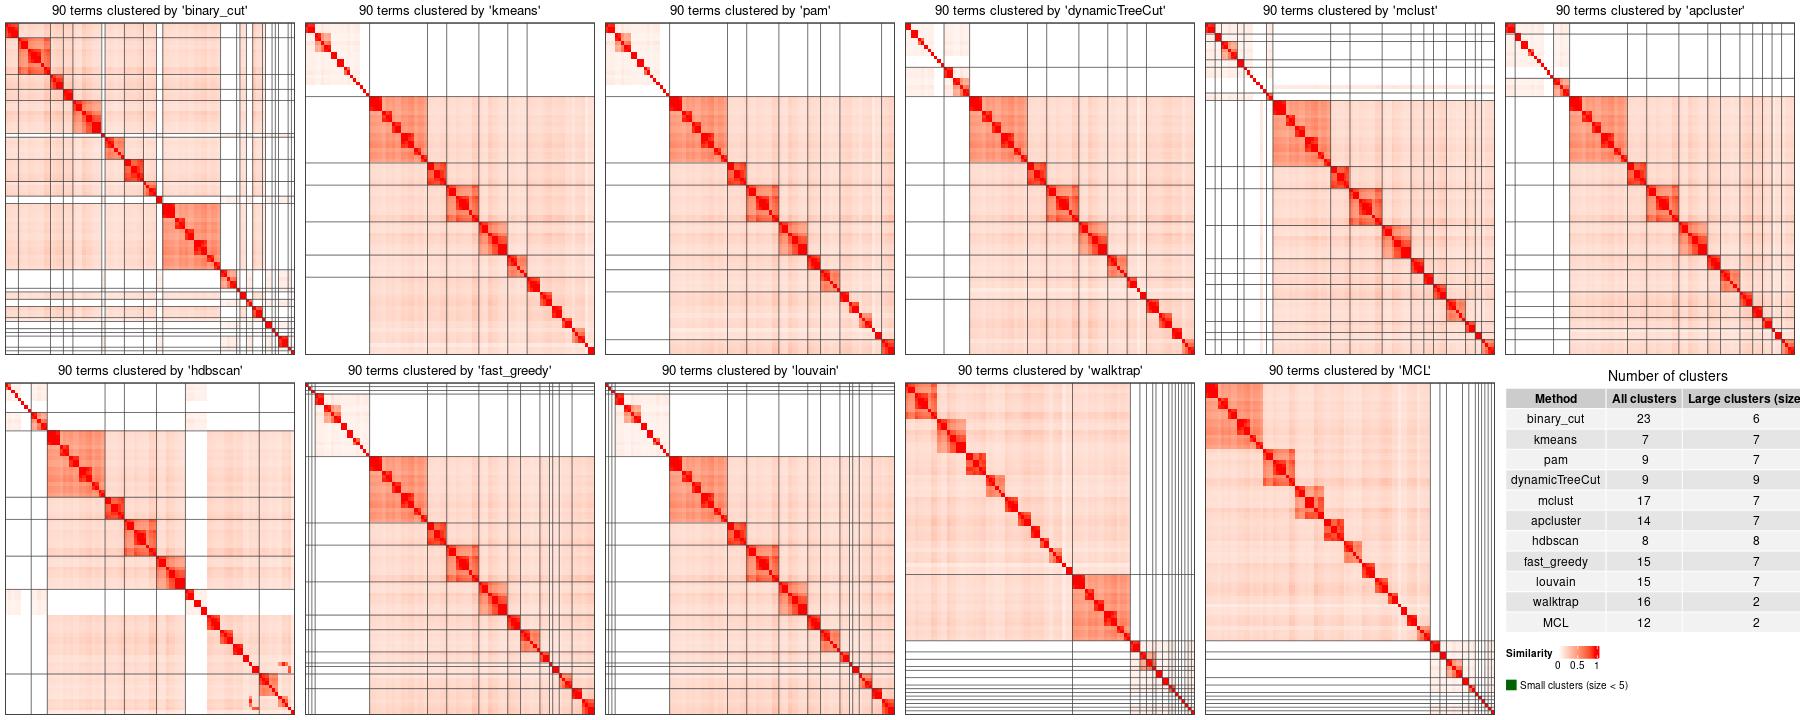 90 terms clustered by 'binary_cut'
90 terms clustered by 'kmeans'
90 terms clustered by 'pam'
90 terms clustered by 'dynamicTreeCut'
90 terms clustered by 'mclust'
90 terms clustered by 'apcluster'
90 terms clustered by 'hdbscan'
90 terms clustered by 'fast_greedy'
90 terms clustered by 'louvain'
90 terms clustered by 'walktrap'
90 terms clustered by 'MCL'
Number of clusters
Method All clusters Large clusters (size
binary_cut 23 6
kmeans 7 7
pam 9 7
dynamicTreeCut 9 9
mclust 17 7
apcluster 14 7
hdbscan 8 8
fast_greedy 15 7
louvain 15 7
walktrap 16 2
MCL 12 2
Similarity
0 0.5 1
Small clusters (size < 5)